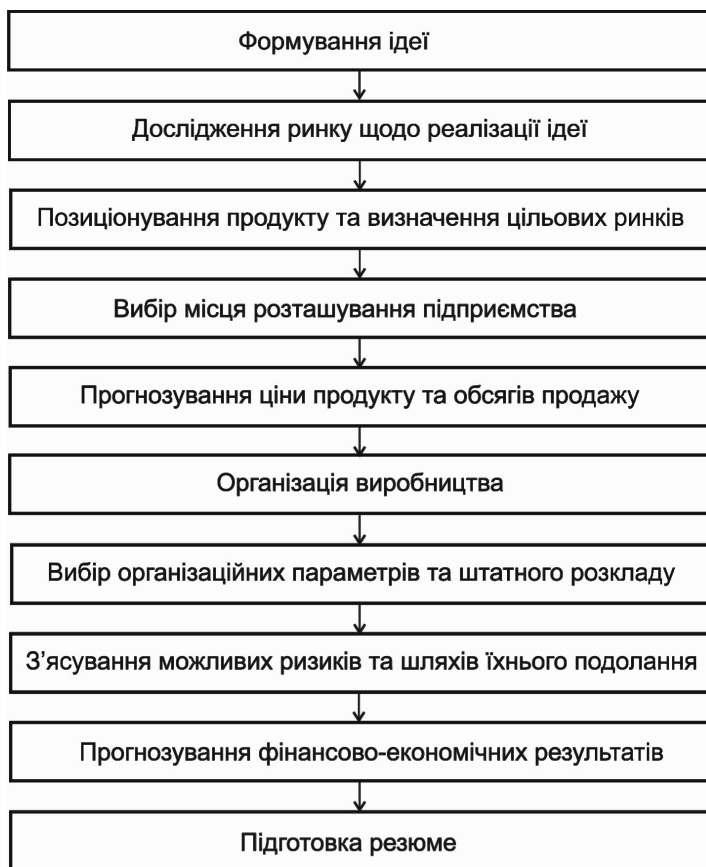 Формування ідеї
Дослідження ринку щодо реалізації ідеї
Позиціонування продукту та визначення цільових ринків
Вибір місця розташування підприємства
Прогнозування ціни продукту та обсягів продажу
Організація виробництва
Вибір організаційних параметрів та штатного розкладу
З’ясування можливих ризиків та шляхів їхнього подолання
Прогнозування фінансово-економічних результатів
Підготовка резюме